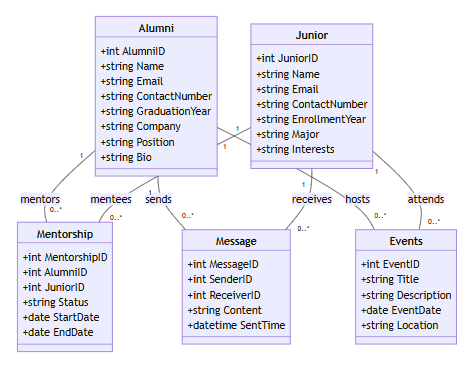 Alumni
+int AlumniID
+string Name
+string Email
+string ContactNumber
+string GraduationYear
+string Company
+string Position
+string Bio
Junior
+int JuniorID
+string Name
+string Email
+string ContactNumber
+string EnrollmentYear
+string Major
+string Interests
1
1
1
1
1
1
mentors
mentees
sends
receives
hosts
attends
0..*
0..*
0..*
0..*
0..*
0..*
Mentorship
+int MentorshipID
+int AlumniID
+int JuniorID
+string Status
+date StartDate
+date EndDate
Message
+int MessageID
+int SenderID
+int ReceiverID
+string Content
+datetime SentTime
Events
+int EventID
+string Title
+string Description
+date EventDate
+string Location